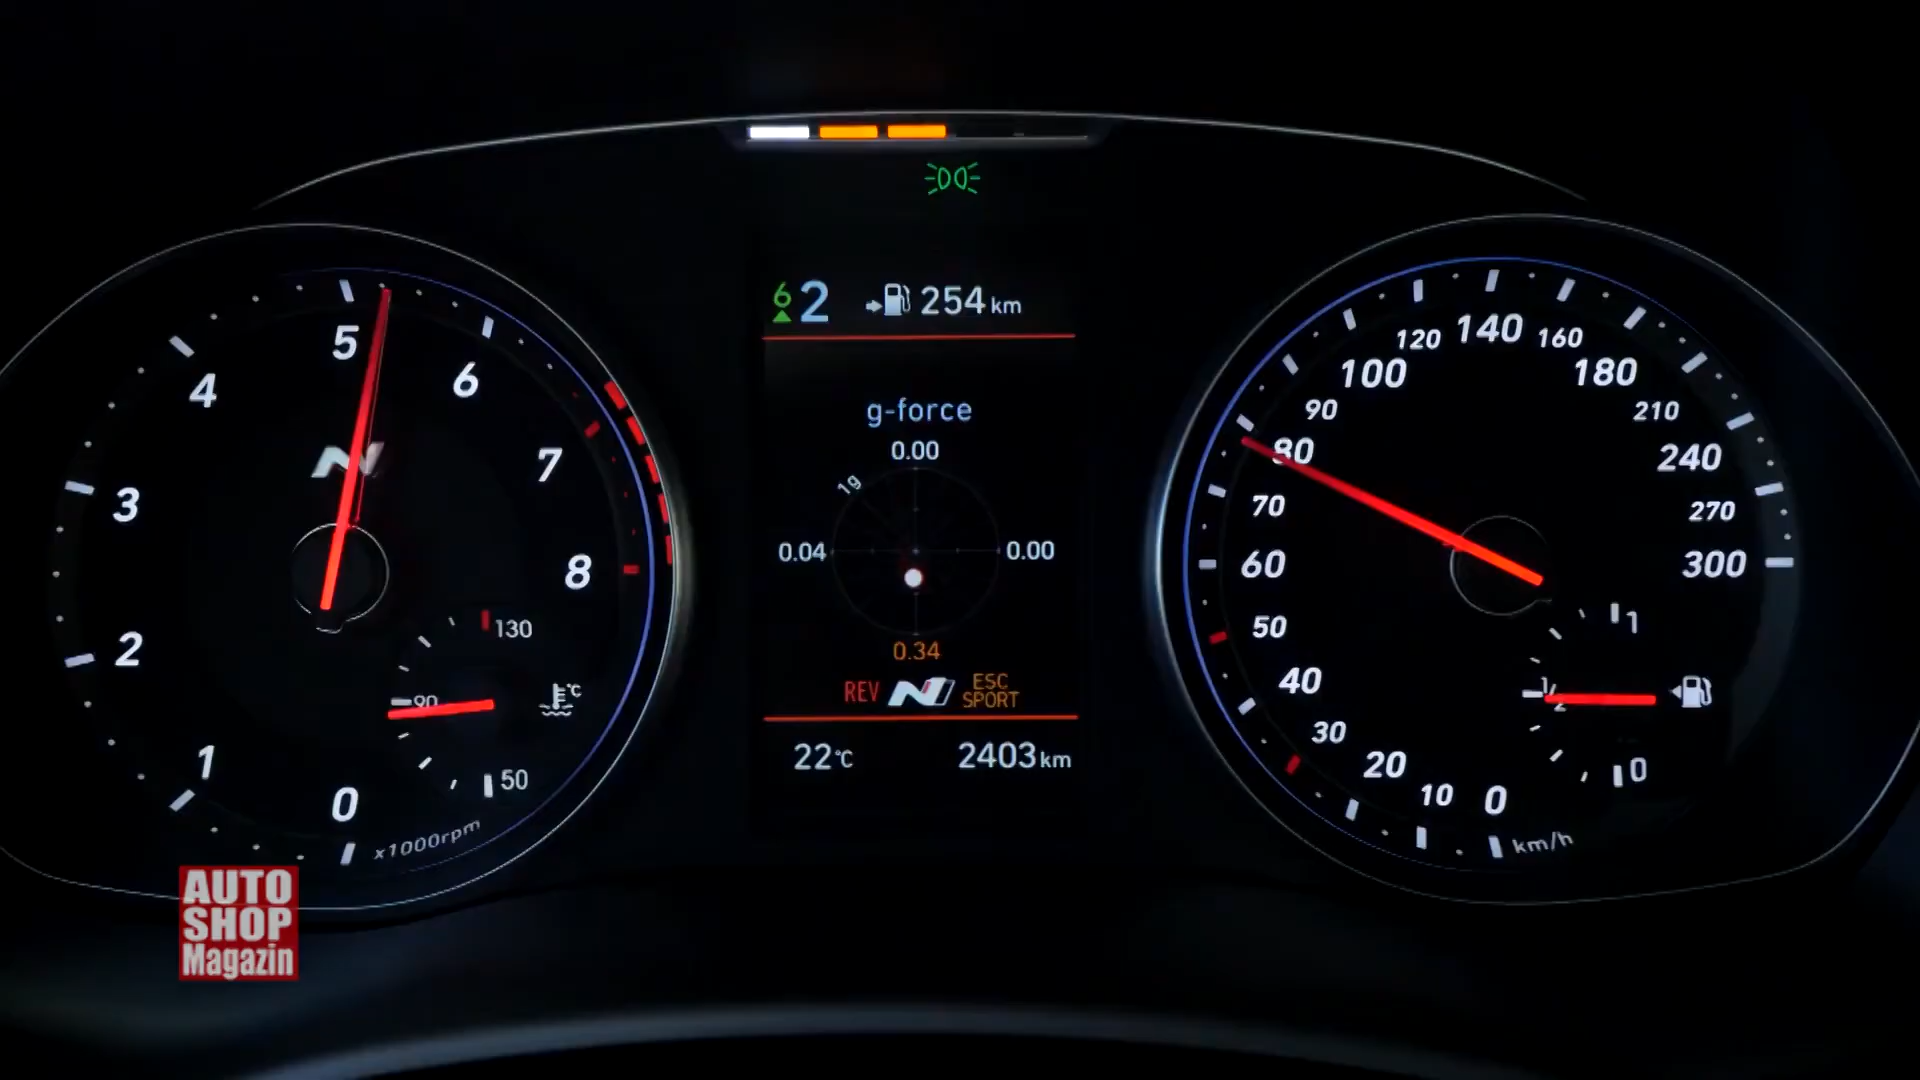 6 2 254 km
g-force
0.00
1g
0.04 0.00
0.34
REV N ESC
SPORT
22°C 2403 km
0
1
2
3
4
5
6
7
8
x1000rpm
N
130
90
50
°C
0
10
20
30
40
50
60
70
80
90
100
120
140
160
180
210
240
270
300
km/h
1
1/2
0
AUTO
SHOP
Magazin